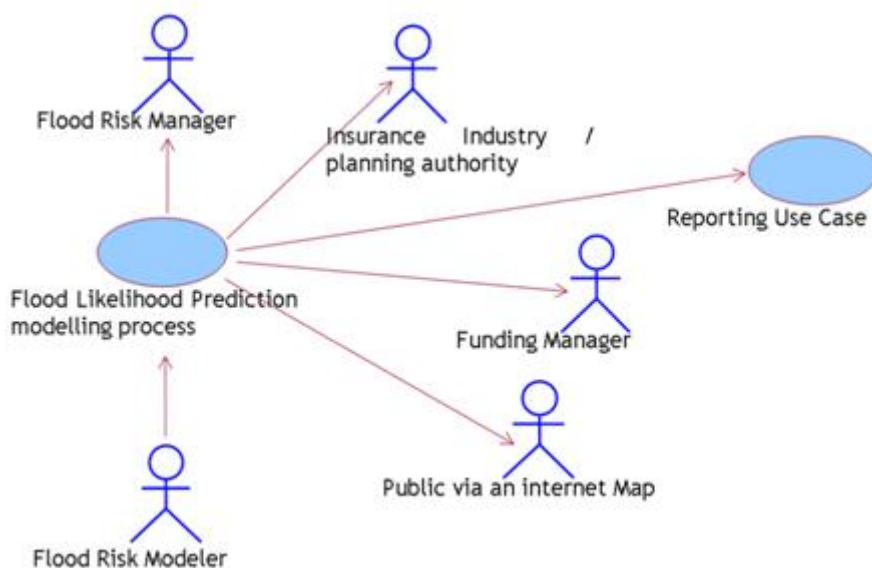 Flood Risk Manager
Insurance Industry /
planning authority
Reporting Use Case
Flood Likelihood Prediction
modelling process
Funding Manager
Public via an internet Map
Flood Risk Modeler